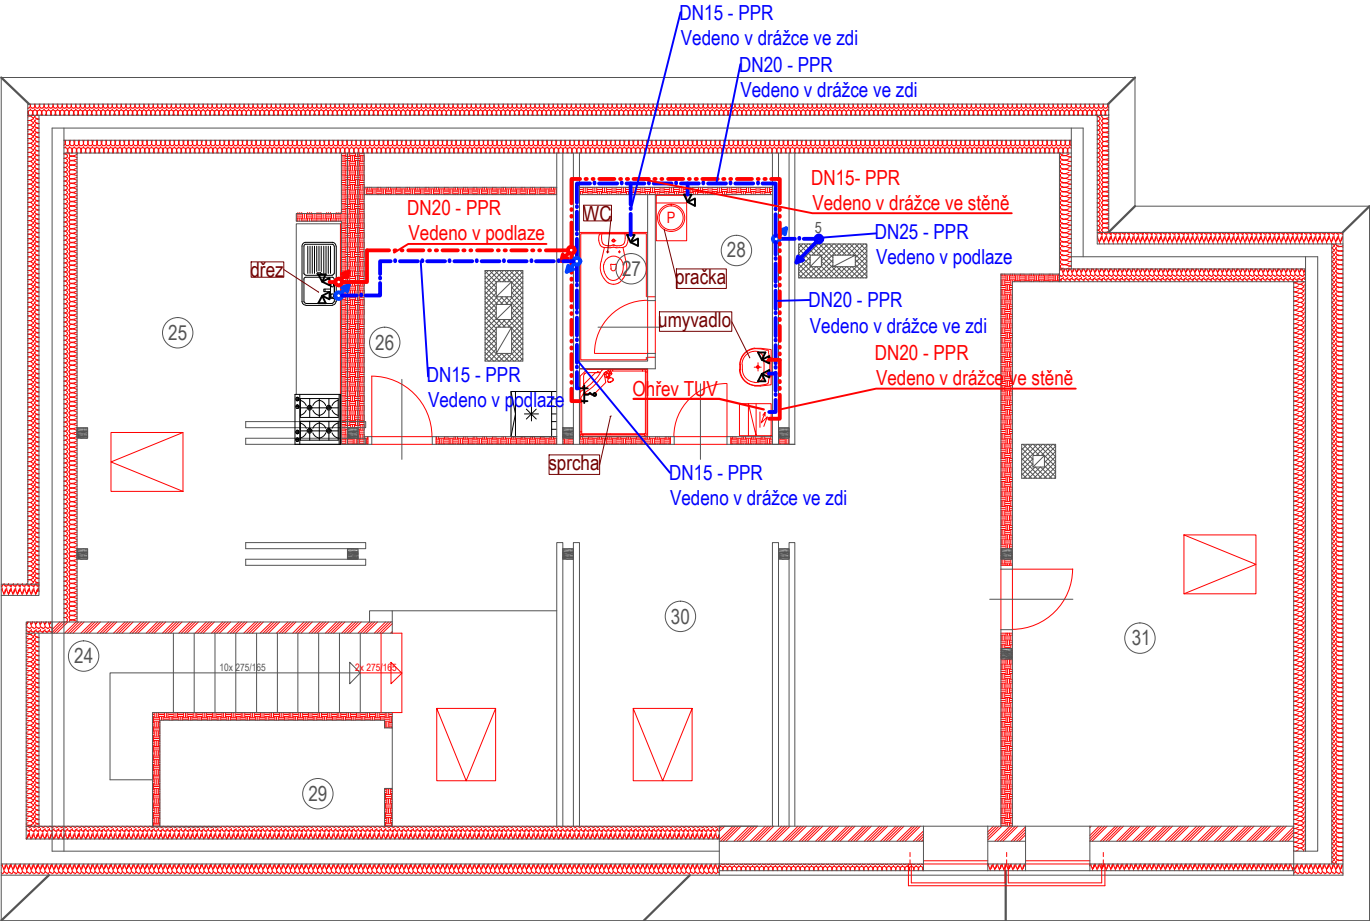 DN15 - PPR
Vedeno v drážce ve zdi
DN20 - PPR
Vedeno v drážce ve zdi
DN15- PPR
Vedeno v drážce ve stěně
DN20 - PPR
Vedeno v podlaze
WC
P
5
DN25 - PPR
Vedeno v podlaze
28
27
dřez
pračka
DN20 - PPR
Vedeno v drážce ve zdi
umyvadlo
25
26
DN20 - PPR
Vedeno v drážce ve stěně
DN15 - PPR
Vedeno v podlaze
Ohřev TUV
sprcha
DN15 - PPR
Vedeno v drážce ve zdi
30
31
24
10x 275/165
2x 275/165
29